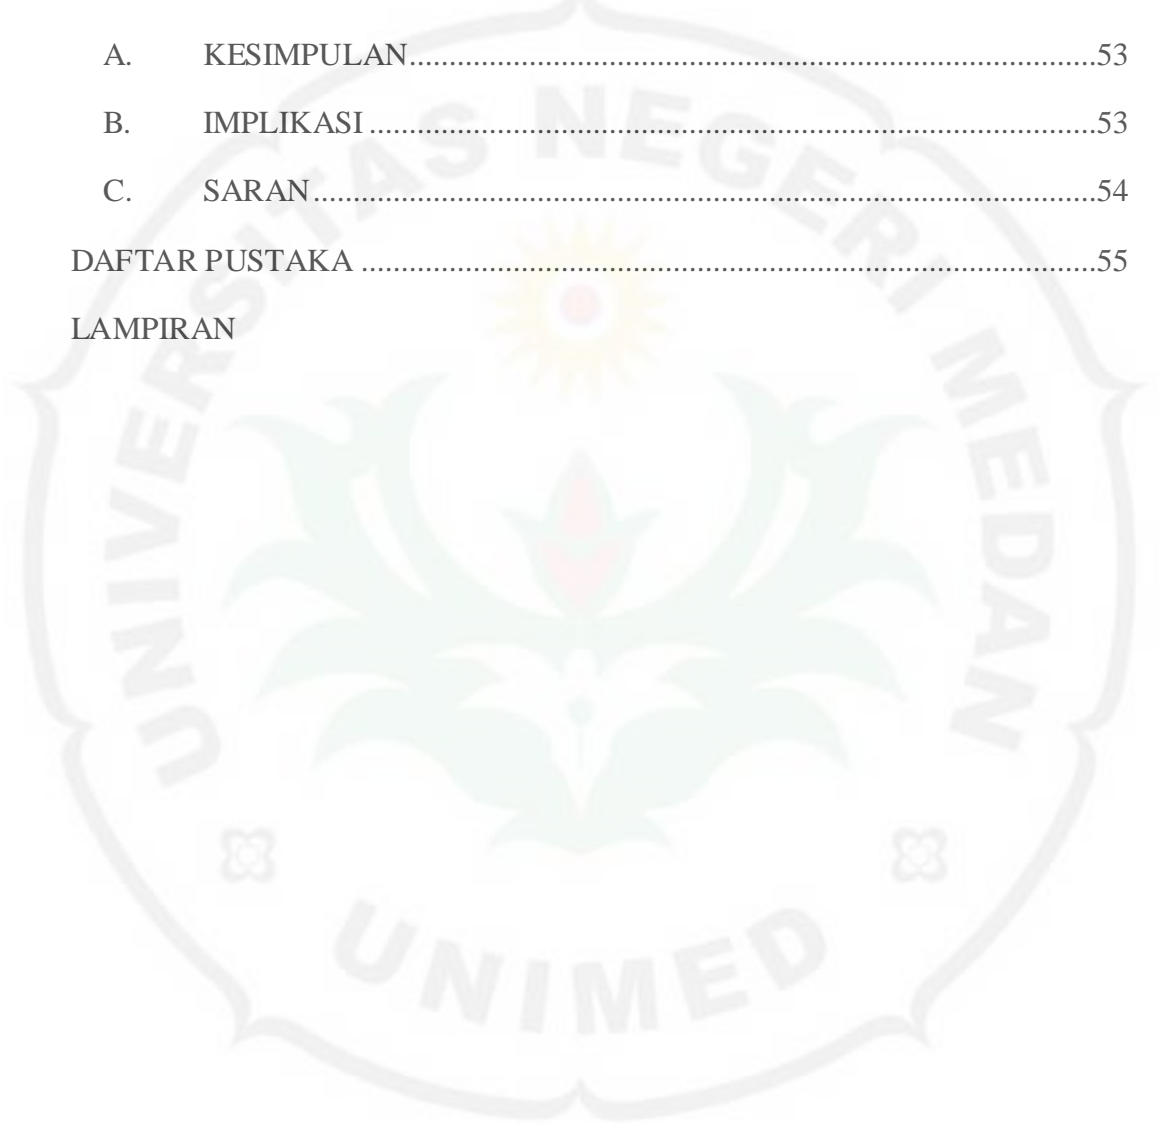 A. KESIMPULAN..........................................................................................53
B. IMPLIKASI ...............................................................................................53
C. SARAN......................................................................................................54
DAFTAR PUSTAKA ................................................................................................55
LAMPIRAN
UNIVERSITAS NEGERI MEDAN
UNIMED